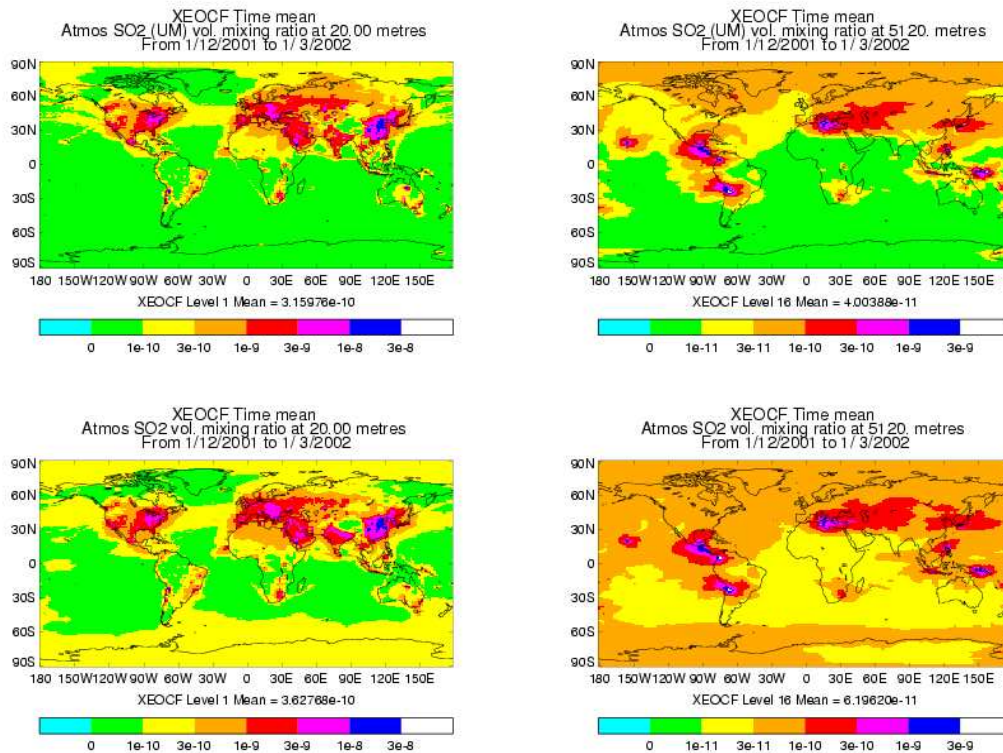 XEOCF Time mean
Atmos SO2 (UM) vol. mixing ratio at 20.00 metres
From 1/12/2001 to 1/ 3/2002
90N
60N
30N
0
30S
60S
90S
180 150W 120W 90W 60W 30W 0 30E 60E 90E 120E 150E
XEOCF Level 1 Mean = 3.15976e-10
0 1e-10 3e-10 1e-9 3e-9 1e-8 3e-8
XEOCF Time mean
Atmos SO2 (UM) vol. mixing ratio at 5120. metres
From 1/12/2001 to 1/ 3/2002
90N
60N
30N
0
30S
60S
90S
180 150W 120W 90W 60W 30W 0 30E 60E 90E 120E 150E
XEOCF Level 16 Mean = 4.00388e-11
0 1e-11 3e-11 1e-10 3e-10 1e-9 3e-9
XEOCF Time mean
Atmos SO2 vol. mixing ratio at 20.00 metres
From 1/12/2001 to 1/ 3/2002
90N
60N
30N
0
30S
60S
90S
180 150W 120W 90W 60W 30W 0 30E 60E 90E 120E 150E
XEOCF Level 1 Mean = 3.62768e-10
0 1e-10 3e-10 1e-9 3e-9 1e-8 3e-8
XEOCF Time mean
Atmos SO2 vol. mixing ratio at 5120. metres
From 1/12/2001 to 1/ 3/2002
90N
60N
30N
0
30S
60S
90S
180 150W 120W 90W 60W 30W 0 30E 60E 90E 120E 150E
XEOCF Level 16 Mean = 6.19620e-11
0 1e-11 3e-11 1e-10 3e-10 1e-9 3e-9